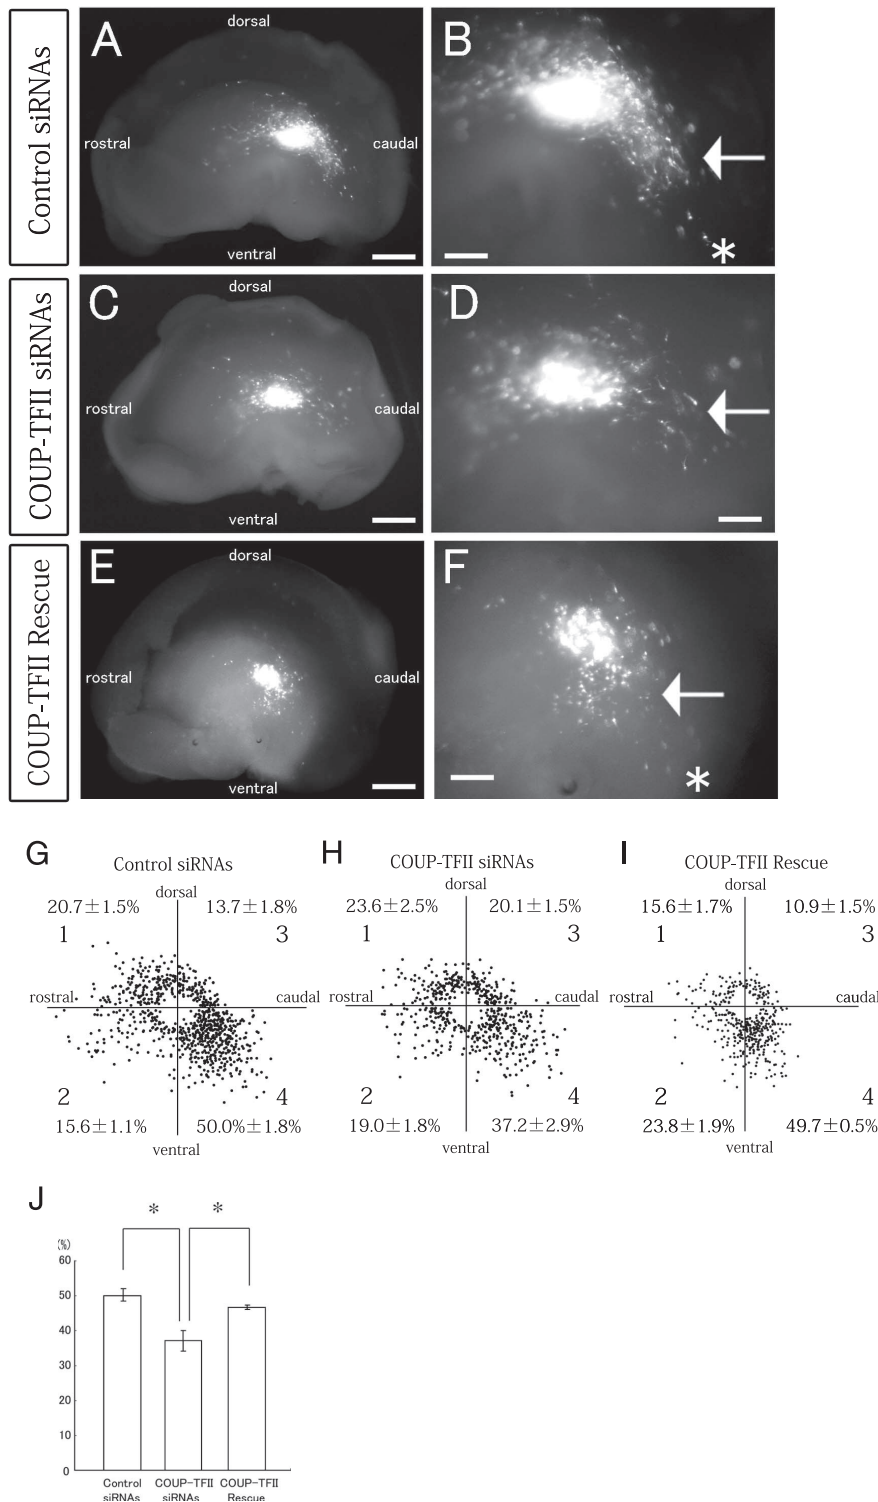 Control siRNAs
A
dorsal
rostral
caudal
ventral
B
*
COUP-TFII siRNAs
C
dorsal
rostral
caudal
ventral
D
COUP-TFII Rescue
E
dorsal
rostral
caudal
ventral
F
*
G
Control siRNAs
dorsal
20.7±1.5% 13.7±1.8%
1 3
rostral caudal
2 4
15.6±1.1% 50.0%±1.8%
ventral
H
COUP-TFII siRNAs
dorsal
23.6±2.5% 20.1±1.5%
1 3
rostral caudal
2 4
19.0±1.8% 37.2±2.9%
ventral
I
COUP-TFII Rescue
dorsal
15.6±1.7% 10.9±1.5%
1 3
rostral caudal
2 4
23.8±1.9% 49.7±0.5%
ventral
J
* *
(%)
60
50
40
30
20
10
0
Control siRNAs
COUP-TFII siRNAs
COUP-TFII Rescue